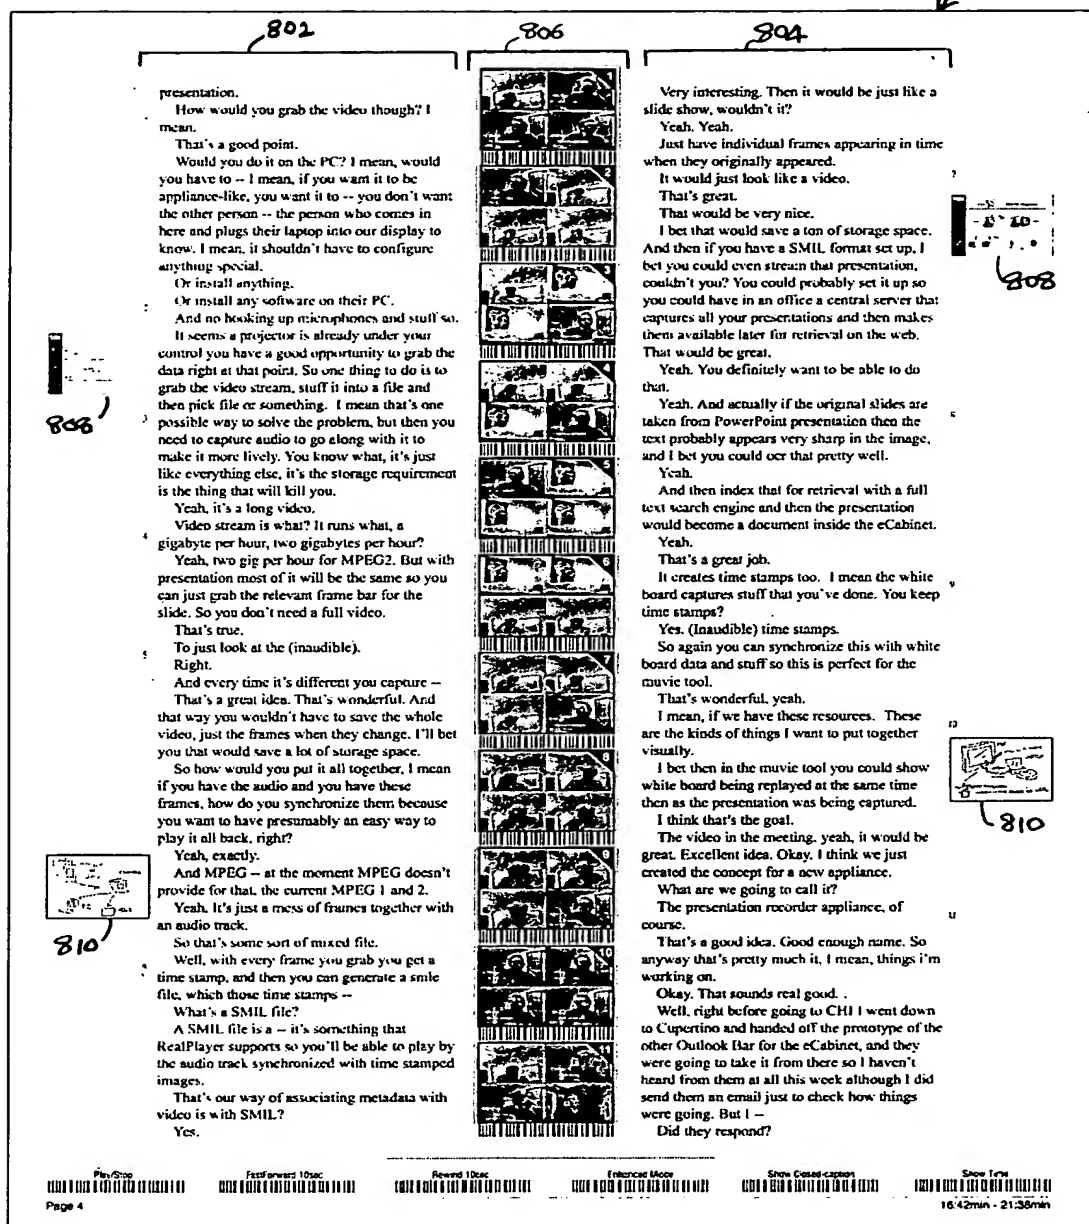 802
806
804
presentation.
How would you grab the video though? I
mean.
That's a good point.
Would you do it on the PC? I mean, would
you have to -- I mean, if you want it to be
appliance-like, you want it to -- you don't want
the other person -- the person who comes in
here and plugs their laptop into our display to
know. I mean, it shouldn't have to configure
anything special.
Or install anything.
Or install any software on their PC.
And no hooking up microphones and stuff so.
It seems a projector is already under your
control you have a good opportunity to grab the
data right at that point. So one thing to do is to
grab the video stream, stuff it into a file and
then pick file or something. I mean that's one
possible way to solve the problem, but then you
need to capture audio to go along with it to
make it more lively. You know what, it's just
like everything else, it's the storage requirement
is the thing that will kill you.
Yeah, it's a long video.
Video stream is what? It runs what, a
gigabyte per hour, two gigabytes per hour?
Yeah, two gig per hour for MPEG2. But with
presentation most of it will be the same so you
can just grab the relevant frame bar for the
slide. So you don't need a full video.
That's true.
To just look at the (inaudible).
Right.
And every time it's different you capture --
That's a great idea. That's wonderful. And
that way you wouldn't have to save the whole
video, just the frames when they change. I'll bet
you that would save a lot of storage space.
So how would you put it all together, I mean
if you have the audio and you have these
frames, how do you synchronize them because
you want to have presumably an easy way to
play it all back, right?
Yeah, exactly.
And MPEG -- at the moment MPEG doesn't
provide for that, the current MPEG 1 and 2.
Yeah. It's just a mess of frames together with
an audio track.
So that's some sort of mixed file.
Well, with every frame you grab you get a
time stamp, and then you can generate a smile
file, which those time stamps --
What's a SMIL file?
A SMIL file is a -- it's something that
RealPlayer supports so you'll be able to play by
the audio track synchronized with time stamped
images.
That's our way of associating metadata with
video is with SMIL?
Yes.
808
3
4
5
810
1
2
3
4
5
6
7
8
9
10
11
Very interesting. Then it would be just like a
slide show, wouldn't it?
Yeah. Yeah.
Just have individual frames appearing in time
when they originally appeared.
It would just look like a video.
That's great.
That would be very nice.
I bet that would save a ton of storage space.
And then if you have a SMIL format set up, I
bet you could even stream that presentation,
couldn't you? You could probably set it up so
you could have in an office a central server that
captures all your presentations and then makes
them available later for retrieval on the web.
That would be great.
Yeah. You definitely want to be able to do
that.
Yeah. And actually if the original slides are
taken from PowerPoint presentation then the
text probably appears very sharp in the image,
and I bet you could ocr that pretty well.
Yeah.
And then index that for retrieval with a full
text search engine and then the presentation
would become a document inside the eCabinet.
Yeah.
That's a great job.
It creates time stamps too. I mean the white
board captures stuff that you've done. You keep
time stamps?
Yes. (Inaudible) time stamps.
So again you can synchronize this with white
board data and stuff so this is perfect for the
muvic tool.
That's wonderful, yeah.
I mean, if we have these resources. These
are the kinds of things I want to put together
visually.
I bet then in the muvic tool you could show
white board being replayed at the same time
then as the presentation was being captured.
I think that's the goal.
The video in the meeting, yeah, it would be
great. Excellent idea. Okay. I think we just
created the concept for a new appliance.
What are we going to call it?
The presentation recorder appliance, of
course.
That's a good idea. Good enough name. So
anyway that's pretty much it, I mean, things i'm
working on.
Okay. That sounds real good. .
Well, right before going to CHI I went down
to Cupertino and handed off the prototype of the
other Outlook Bar for the eCabinet, and they
were going to take it from there so I haven't
heard from them at all this week although I did
send them an email just to check how things
were going. But I --
Did they respond?
808
810
Play/Stop
FastForward 10sec
Rewind 10sec
Enhanced Mode
Show Closed-caption
Show Time
Page 4
16:42min - 21:38min